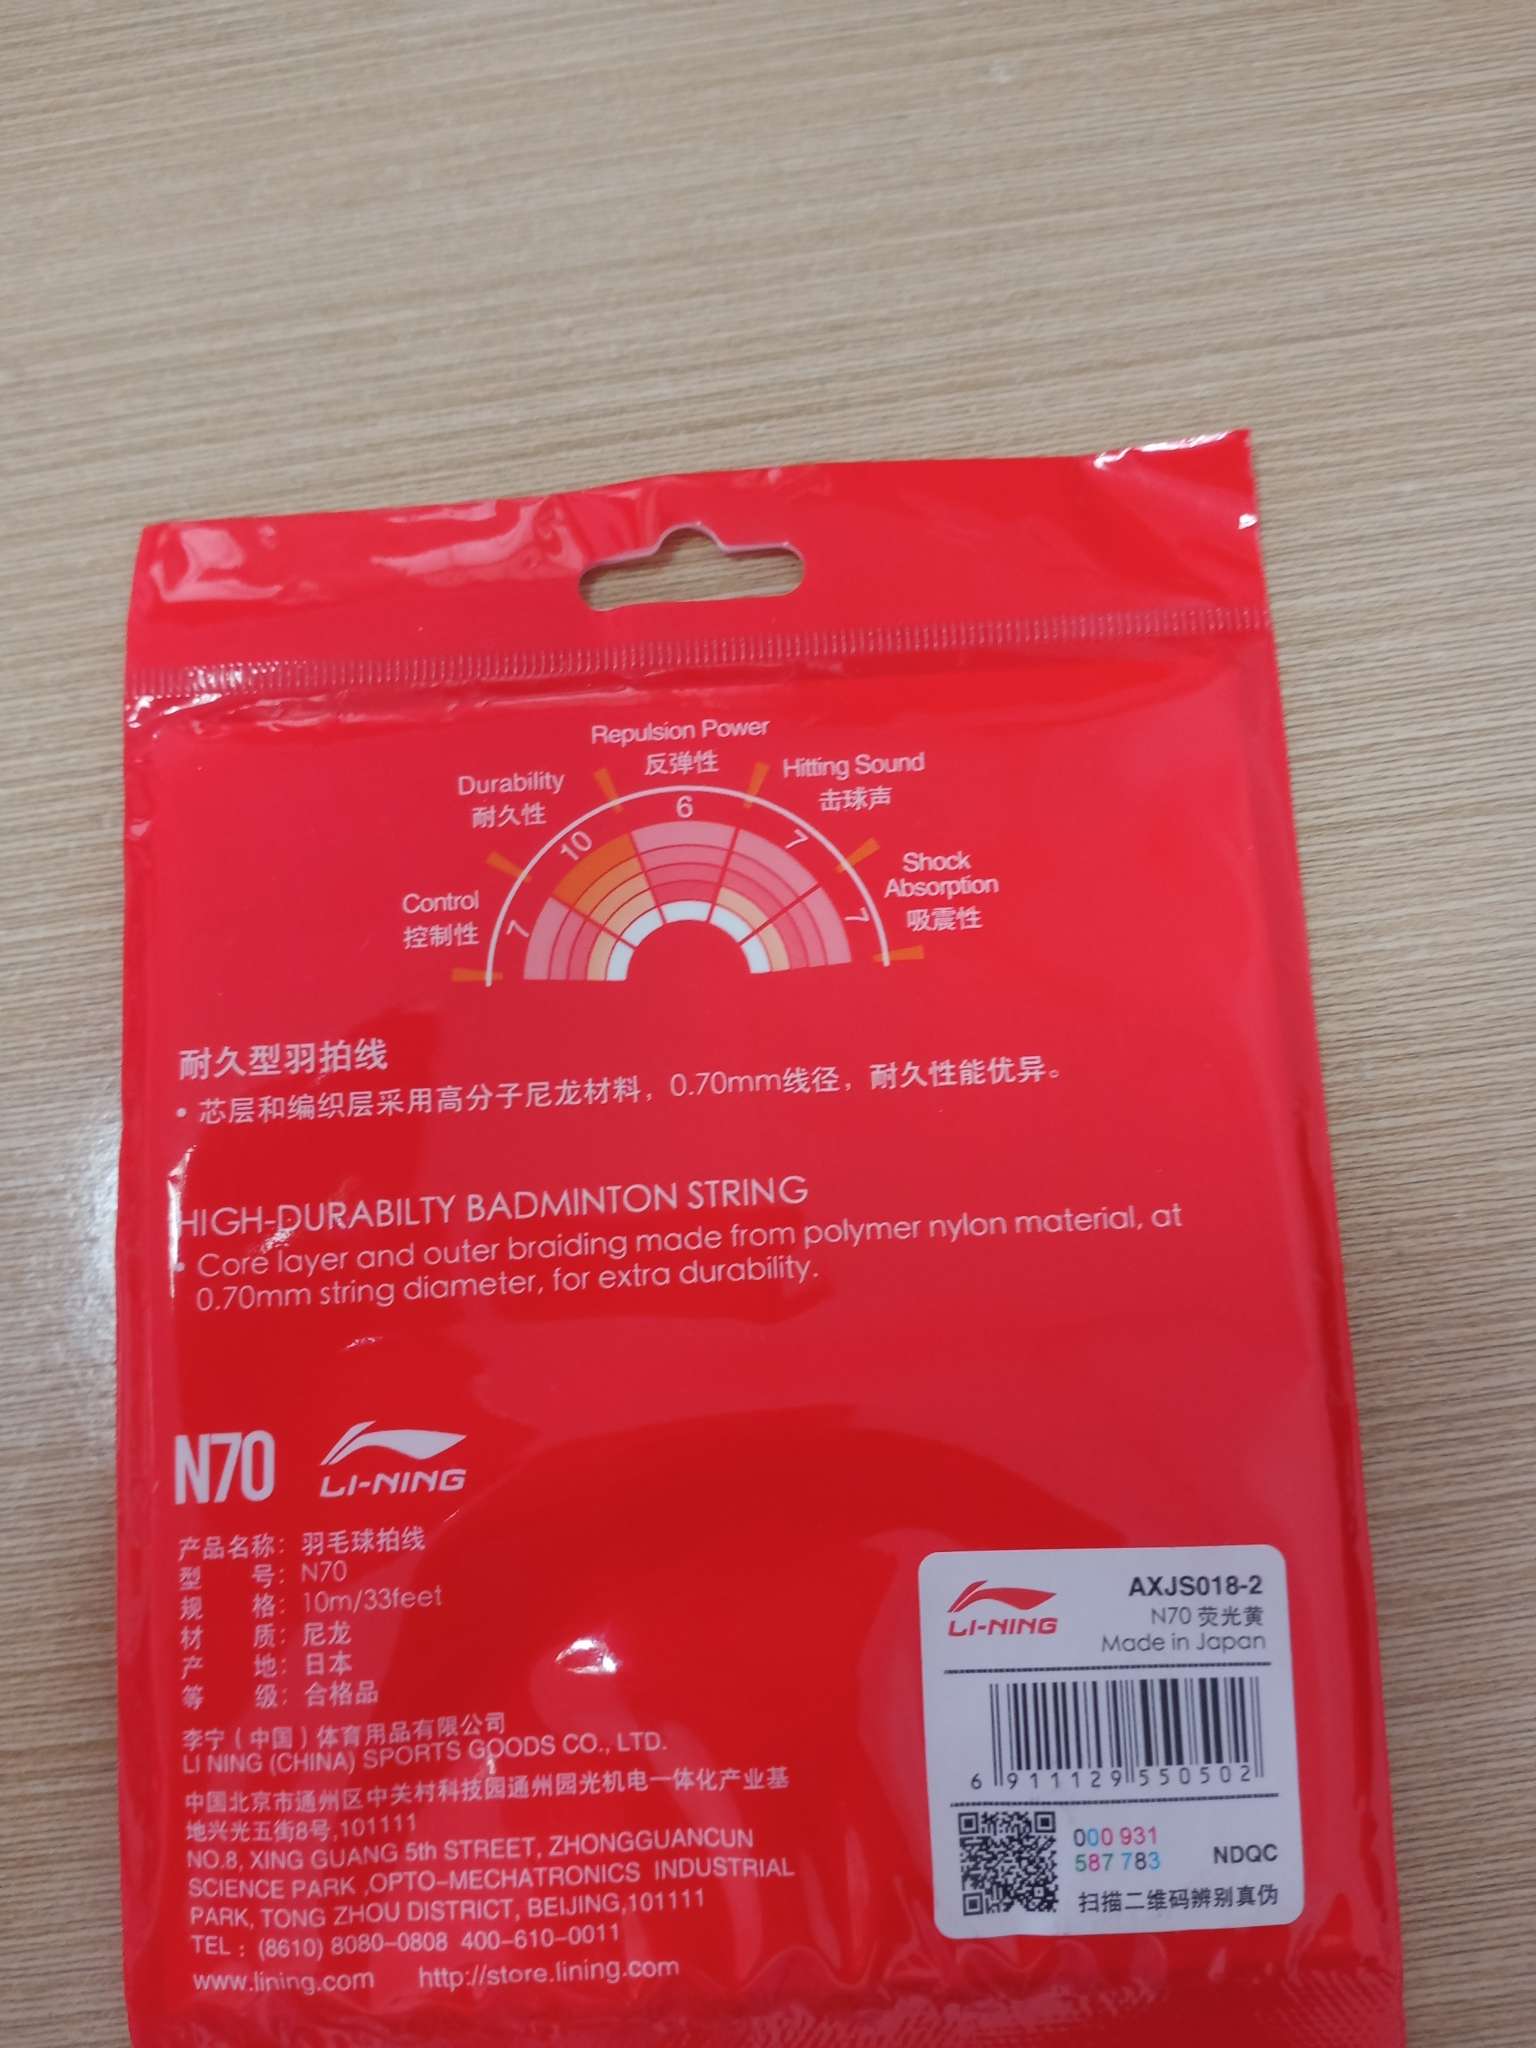 Repulsion Power
反弹性
Durability
耐久性
Hitting Sound
击球声
Control
控制性
Shock
Absorption
吸震性
7
10
6
7
7
耐久型羽拍线
• 芯层和编织层采用高分子尼龙材料，0.70mm线径，耐久性能优异。
HIGH-DURABILTY BADMINTON STRING
• Core layer and outer braiding made from polymer nylon material, at
0.70mm string diameter, for extra durability.
N70 LI-NING
产品名称：羽毛球拍线
型 号：N70
规 格：10m/33feet
材 质：尼龙
产 地：日本
等 级：合格品
李宁（中国）体育用品有限公司
LI NING (CHINA) SPORTS GOODS CO., LTD.
中国北京市通州区中关村科技园通州园光机电一体化产业基
地兴光五街8号,101111
NO.8, XING GUANG 5th STREET, ZHONGGUANCUN
SCIENCE PARK ,OPTO-MECHATRONICS INDUSTRIAL
PARK, TONG ZHOU DISTRICT, BEIJING,101111
TEL：(8610) 8080-0808 400-610-0011
www.lining.com http://store.lining.com
LI-NING
AXJS018-2
N70 荧光黄
Made in Japan
6 911129 550502
000 931
587 783
NDQC
扫描二维码辨别真伪